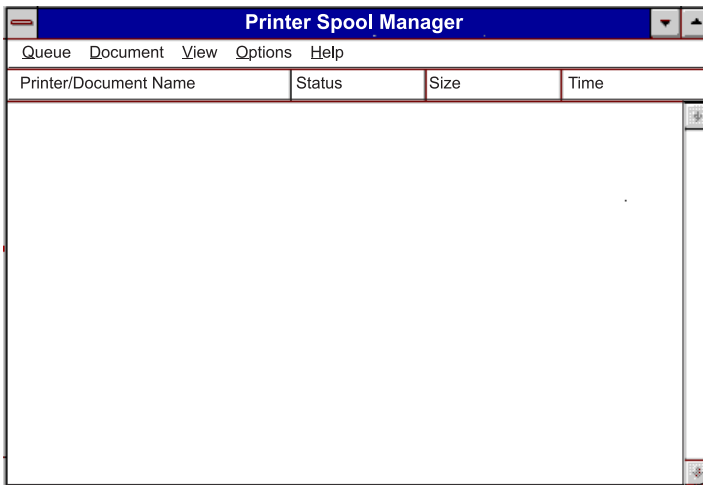 Printer Spool Manager
Queue Document View Options Help
Printer/Document Name Status Size Time